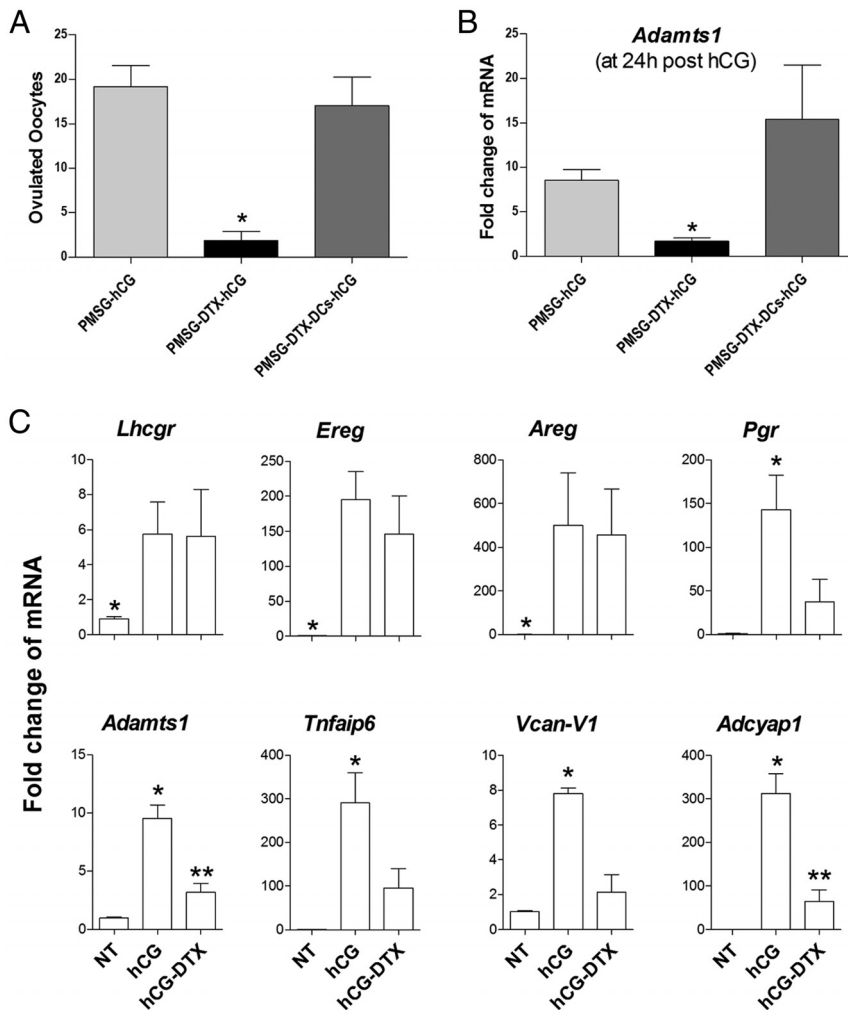 A
Ovulated Oocytes
25
20
15
10
5
0
*
PMSG-hCG
PMSG-DTX-hCG
PMSG-DTX-DCs-hCG
B
Adamts1
(at 24h post hCG)
Fold change of mRNA
25
20
15
10
5
0
*
PMSG-hCG
PMSG-DTX-hCG
PMSG-DTX-DCs-hCG
C
Fold change of mRNA
Lhcgr
10
8
6
4
2
0
*
Ereg
250
200
150
100
50
0
*
Areg
800
600
400
200
0
*
Pgr
200
150
100
50
0
*
Adamts1
15
10
5
0
*
**
NT
hCG
hCG-DTX
Tnfaip6
400
300
200
100
0
*
NT
hCG
hCG-DTX
Vcan-V1
10
8
6
4
2
0
*
NT
hCG
hCG-DTX
Adcyap1
400
300
200
100
0
*
**
NT
hCG
hCG-DTX